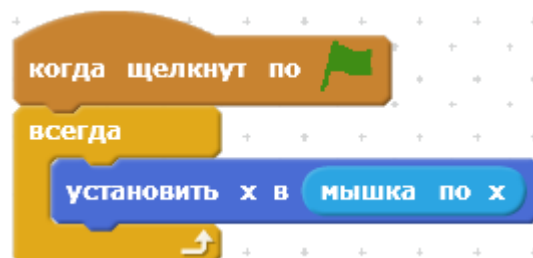 когда щелкнут по
всегда
установить x в мышка по x